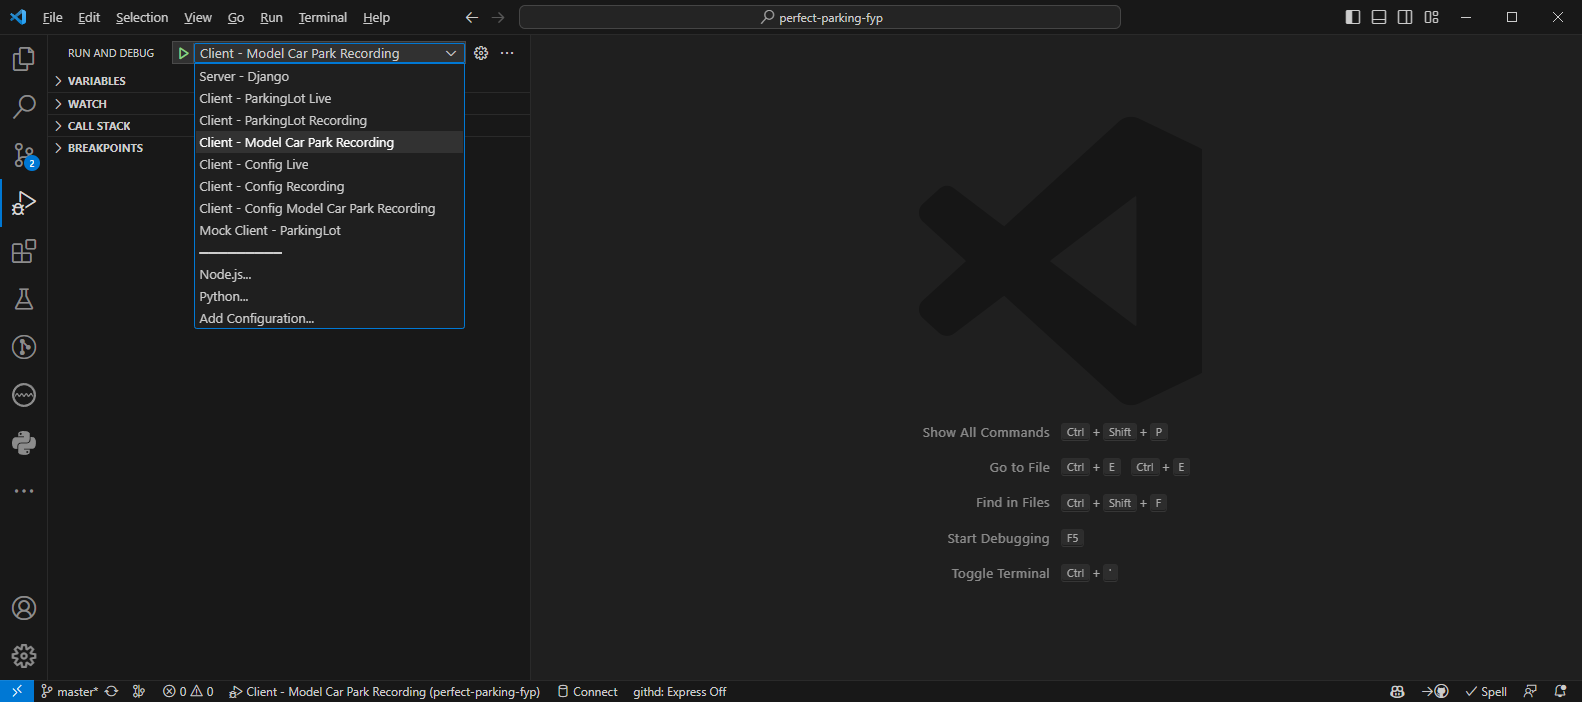 File Edit Selection View Go Run Terminal Help
perfect-parking-fyp
RUN AND DEBUG
Client - Model Car Park Recording
VARIABLES
WATCH
CALL STACK
BREAKPOINTS
Server - Django
Client - ParkingLot Live
Client - ParkingLot Recording
Client - Model Car Park Recording
Client - Config Live
Client - Config Recording
Client - Config Model Car Park Recording
Mock Client - ParkingLot
Node.js...
Python...
Add Configuration...
2
Show All Commands Ctrl + Shift + P
Go to File Ctrl + E Ctrl + E
Find in Files Ctrl + Shift + F
Start Debugging F5
Toggle Terminal Ctrl + `
master* 0 0 Client - Model Car Park Recording (perfect-parking-fyp) Connect githd: Express Off Spell